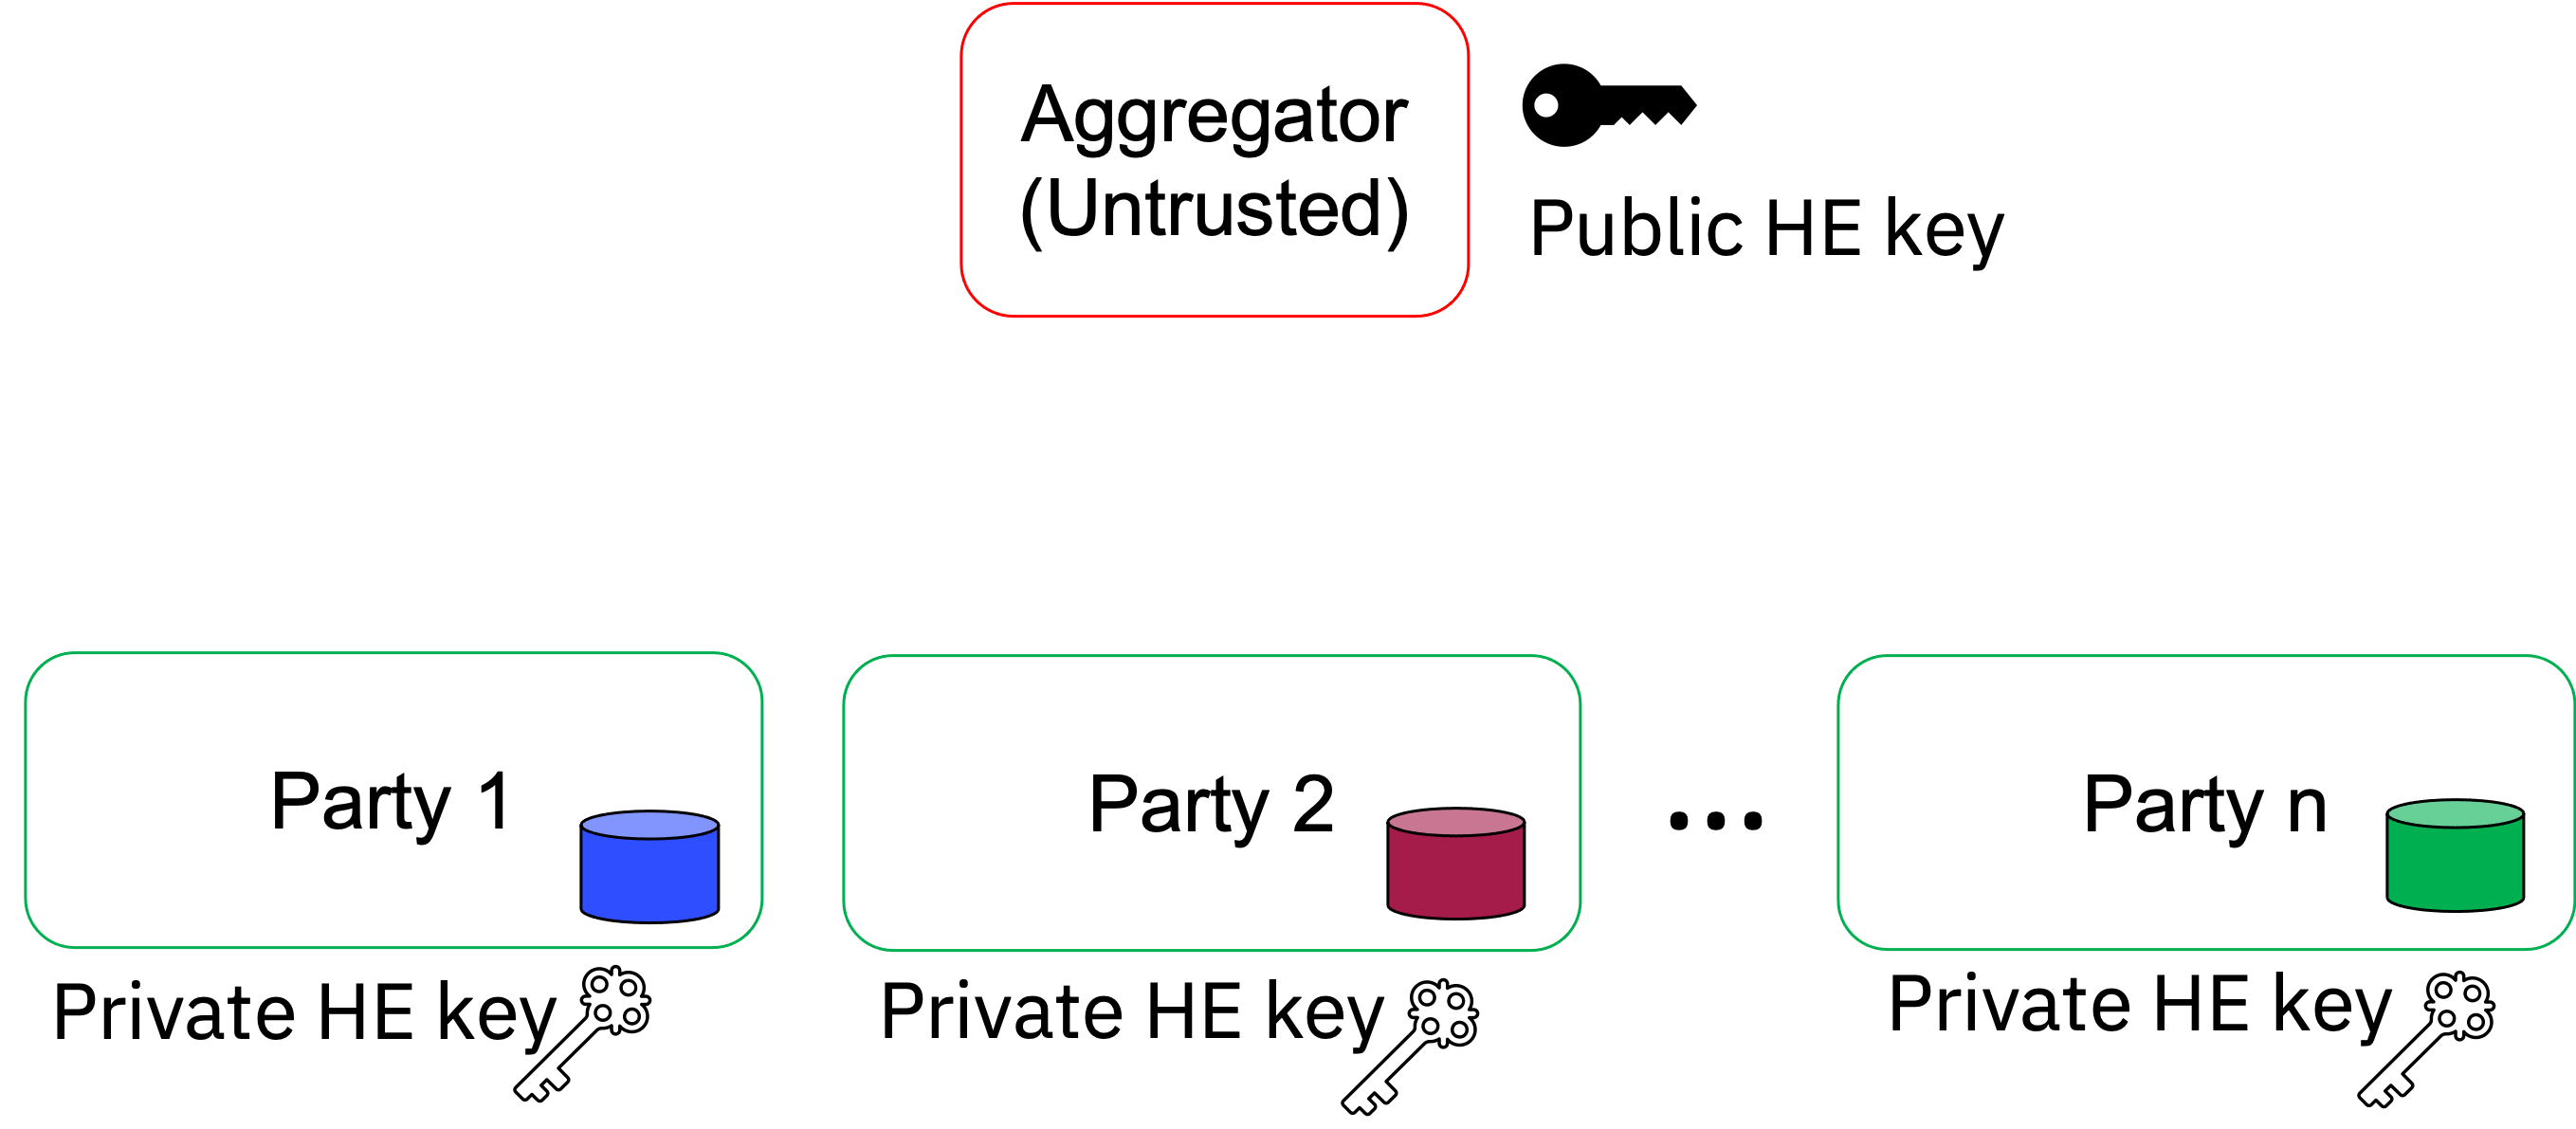 Aggregator
(Untrusted)
Public HE key
Party 1
Party 2
...
Party n
Private HE key
Private HE key
Private HE key